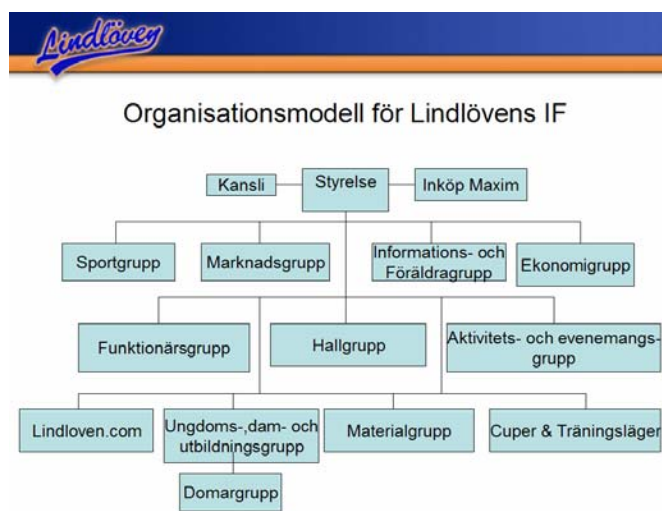 Lindlöven
Organisationsmodell för Lindlövens IF
Kansli
Styrelse
Inköp Maxim
Sportgrupp
Marknadsgrupp
Informations- och
Föräldragrupp
Ekonomigrupp
Funktionärsgrupp
Hallgrupp
Aktivitets- och evenemangs-
grupp
Lindloven.com
Ungdoms-,dam- och
utbildningsgrupp
Materialgrupp
Cuper & Träningsläger
Domargrupp